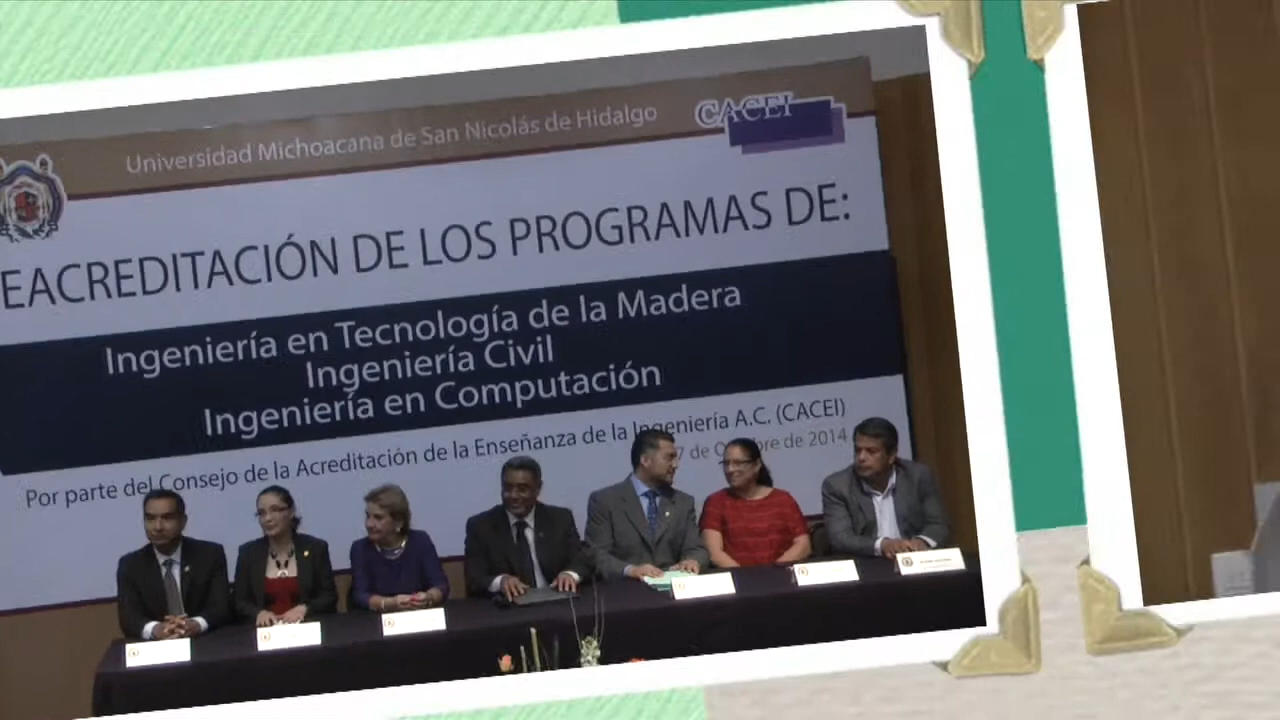 Universidad Michoacana de San Nicolás de Hidalgo
CACEI
EACREDITACIÓN DE LOS PROGRAMAS DE:
Ingeniería en Tecnología de la Madera
Ingeniería Civil
Ingeniería en Computación
Por parte del Consejo de la Acreditación de la Enseñanza de la Ingeniería A.C. (CACEI)
7 de de 2014